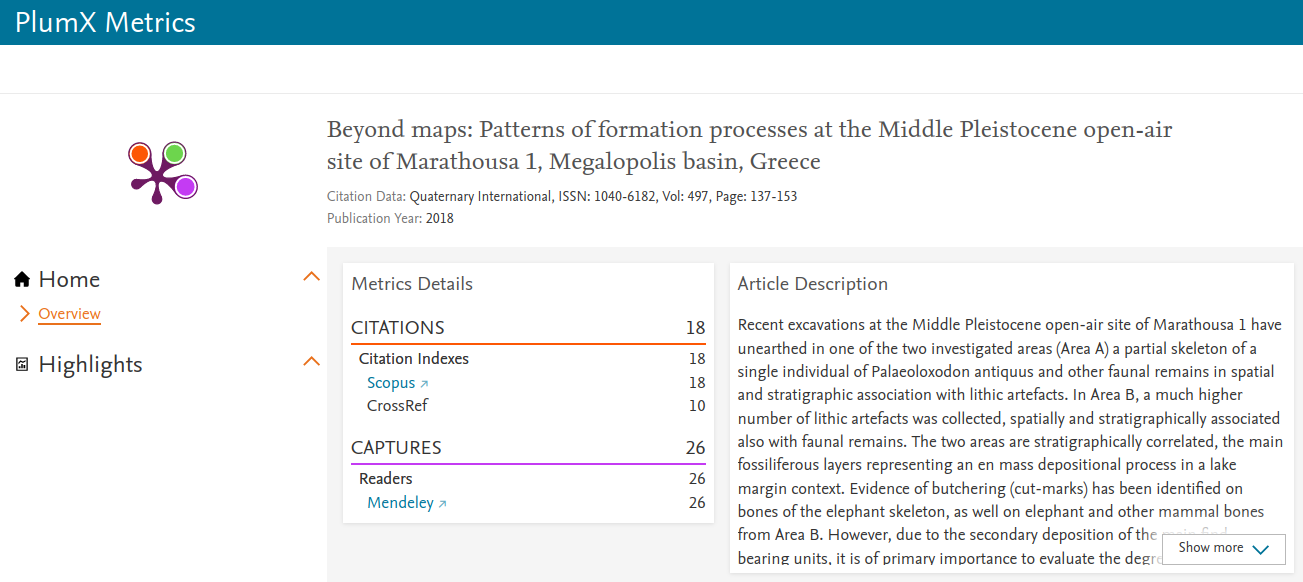 PlumX Metrics
Beyond maps: Patterns of formation processes at the Middle Pleistocene open-air
site of Marathousa 1, Megalopolis basin, Greece
Citation Data: Quaternary International, ISSN: 1040-6182, Vol: 497, Page: 137-153
Publication Year: 2018
Home
Overview
Highlights
Metrics Details
CITATIONS 18
Citation Indexes 18
Scopus 18
CrossRef 10
CAPTURES 26
Readers 26
Mendeley 26
Article Description
Recent excavations at the Middle Pleistocene open-air site of Marathousa 1 have
unearthed in one of the two investigated areas (Area A) a partial skeleton of a
single individual of Palaeoloxodon antiquus and other faunal remains in spatial
and stratigraphic association with lithic artefacts. In Area B, a much higher
number of lithic artefacts was collected, spatially and stratigraphically associated
also with faunal remains. The two areas are stratigraphically correlated, the main
fossiliferous layers representing an en mass depositional process in a lake
margin context. Evidence of butchering (cut-marks) has been identified on
bones of the elephant skeleton, as well on elephant and other mammal bones
from Area B. However, due to the secondary deposition of the
bearing units, it is of primary importance to evaluate the
Show more